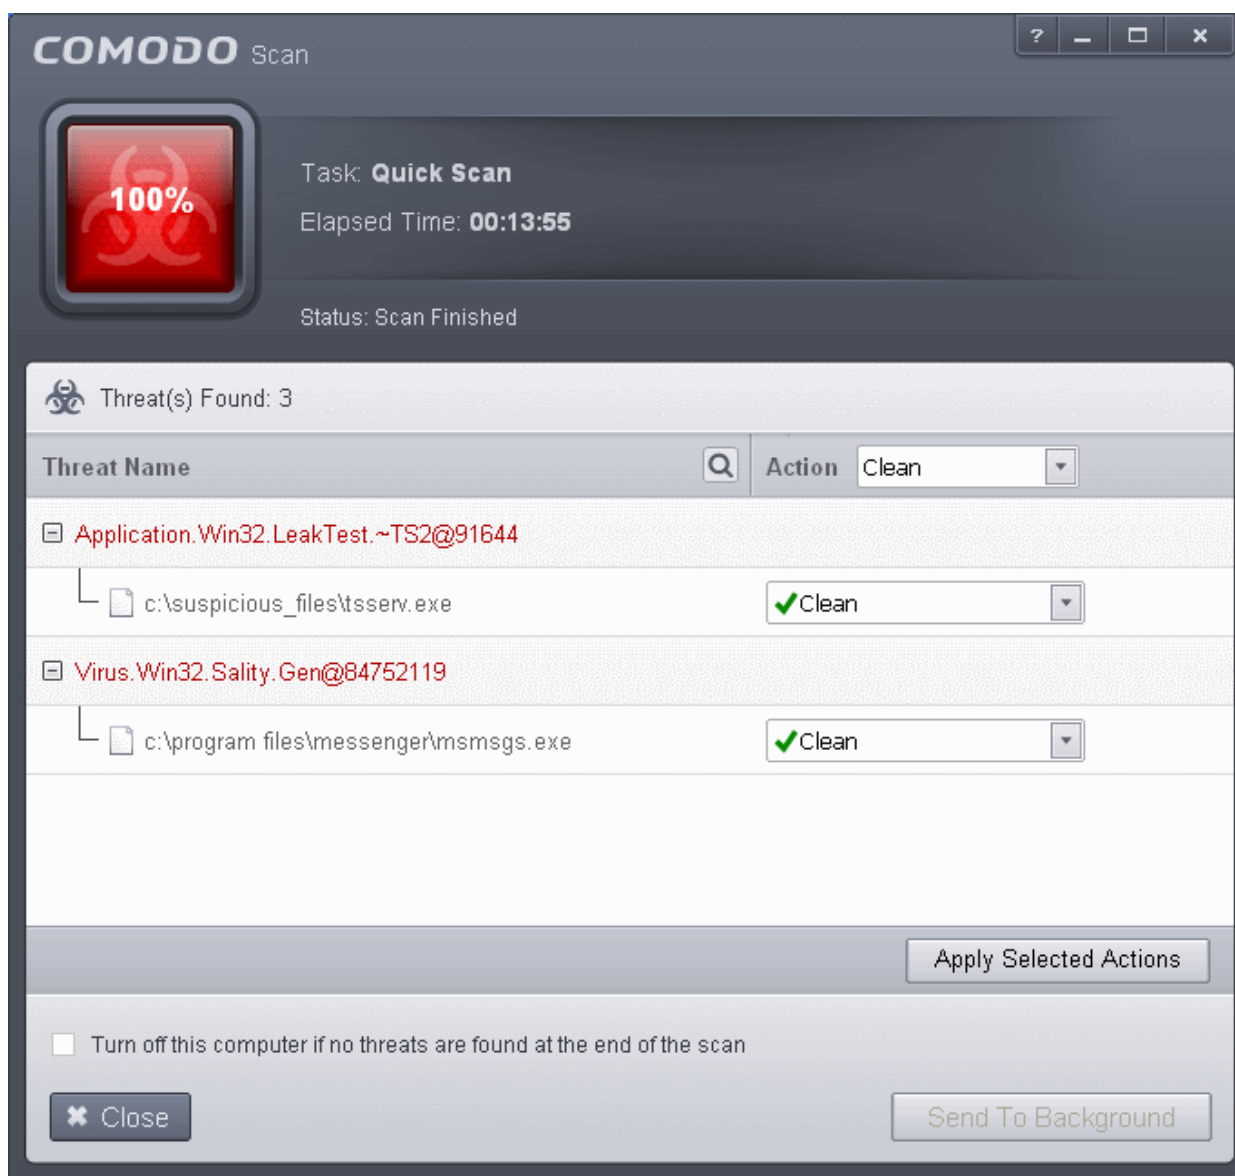 COMODO Scan
?
100%
Task: Quick Scan
Elapsed Time: 00:13:55
Status: Scan Finished
Threat(s) Found: 3
Threat Name
Action
Clean
Application.Win32.LeakTest.~TS2@91644
c:\suspicious_files\tsserv.exe
Clean
Virus.Win32.Sality.Gen@84752119
c:\program files\messenger\msmsgs.exe
Clean
Apply Selected Actions
Turn off this computer if no threats are found at the end of the scan
Close
Send To Background